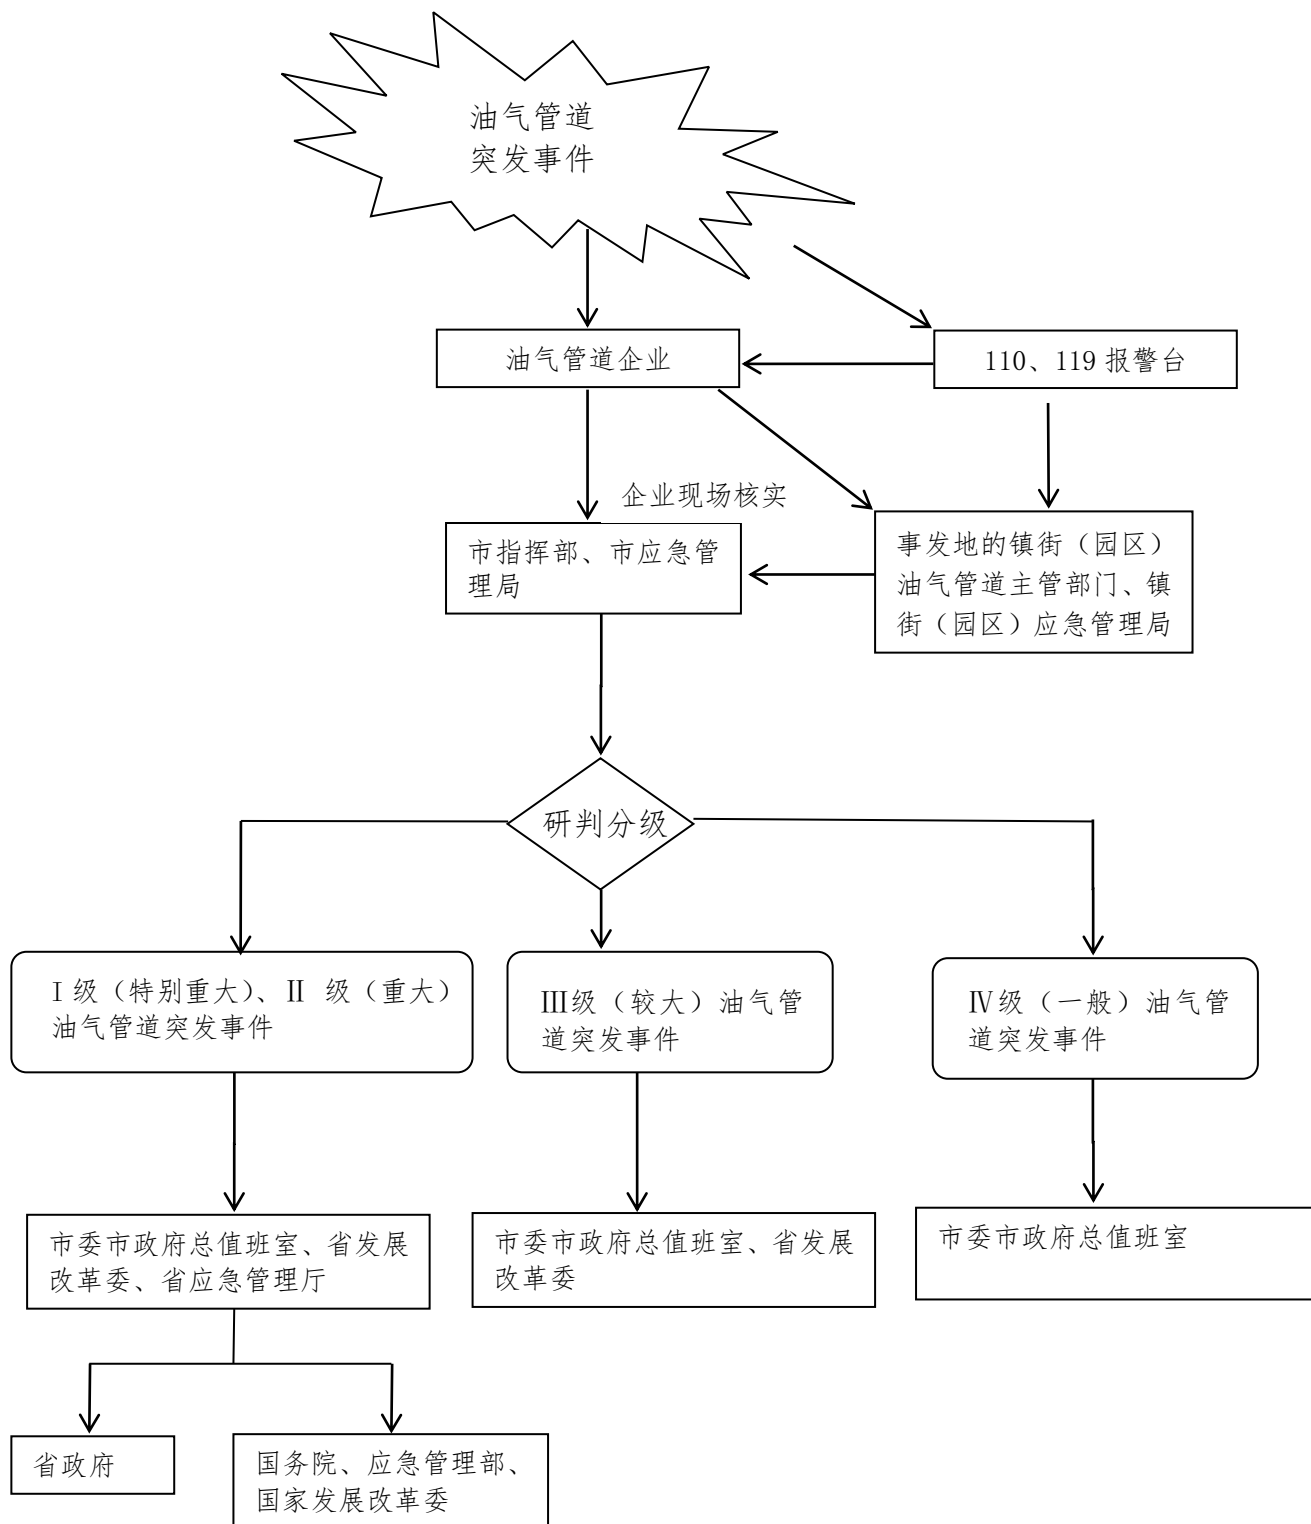 油气管道
突发事件
油气管道企业
110、119 报警台
企业现场核实
市指挥部、市应急管
理局
事发地的镇街（园区）
油气管道主管部门、镇
街（园区）应急管理局
研判分级
I 级（特别重大）、Ⅱ 级（重大）
油气管道突发事件
Ⅲ级（较大）油气管
道突发事件
Ⅳ级（一般）油气管
道突发事件
市委市政府总值班室、省发展
改革委、省应急管理厅
市委市政府总值班室、省发展
改革委
市委市政府总值班室
省政府
国务院、应急管理部、
国家发展改革委